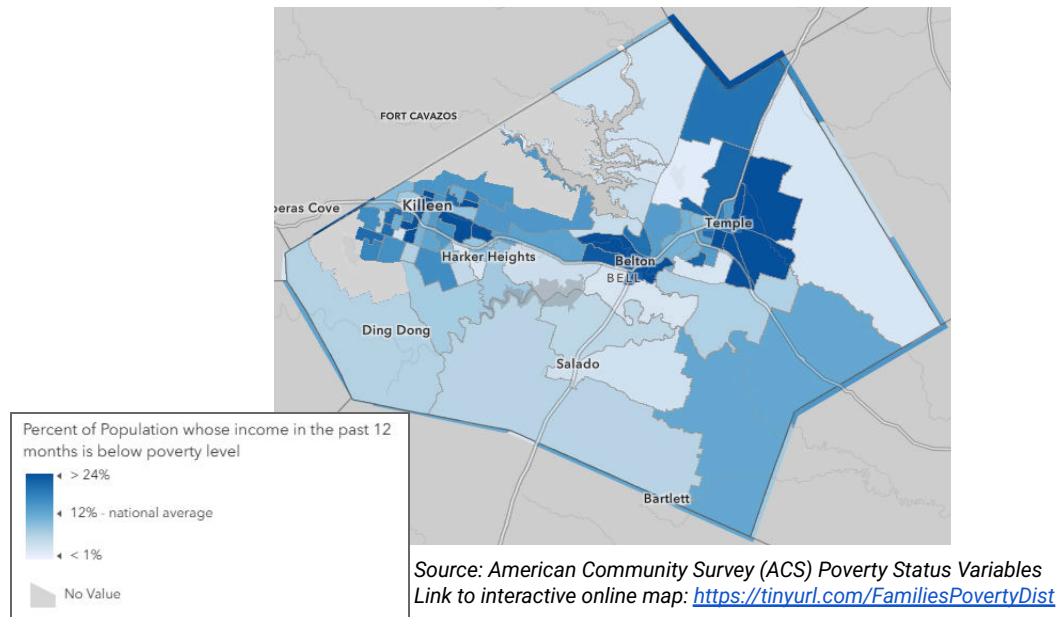 FORT CAVAZOS
peras Cove
Killeen
Temple
Harker Heights
Belton
BELL
Ding Dong
Salado
Bartlett
Percent of Population whose income in the past 12
months is below poverty level
> 24%
12% - national average
< 1%
No Value
Source: American Community Survey (ACS) Poverty Status Variables
Link to interactive online map: https://tinyurl.com/FamiliesPovertyDist